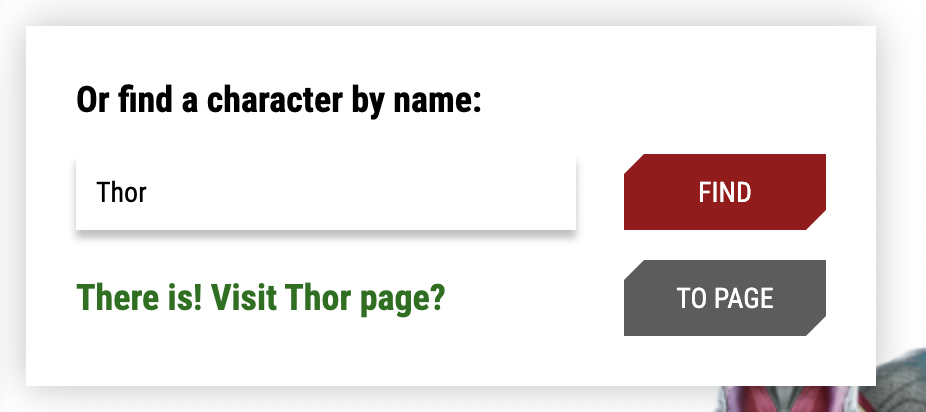 Or find a character by name:
Thor
FIND
There is! Visit Thor page?
TO PAGE